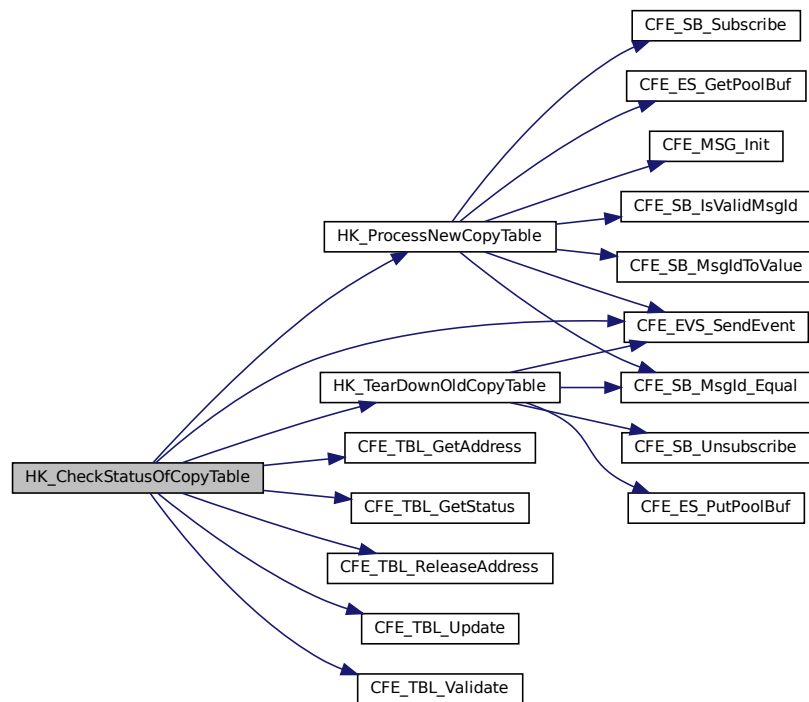 CFE_SB_Subscribe
CFE_ES_GetPoolBuf
CFE_MSG_Init
CFE_SB_IsValidMsgId
HK_ProcessNewCopyTable
CFE_SB_MsgIdToValue
CFE_EVS_SendEvent
HK_TearDownOldCopyTable
CFE_SB_MsgId_Equal
CFE_TBL_GetAddress
CFE_SB_Unsubscribe
HK_CheckStatusOfCopyTable
CFE_TBL_GetStatus
CFE_ES_PutPoolBuf
CFE_TBL_ReleaseAddress
CFE_TBL_Update
CFE_TBL_Validate